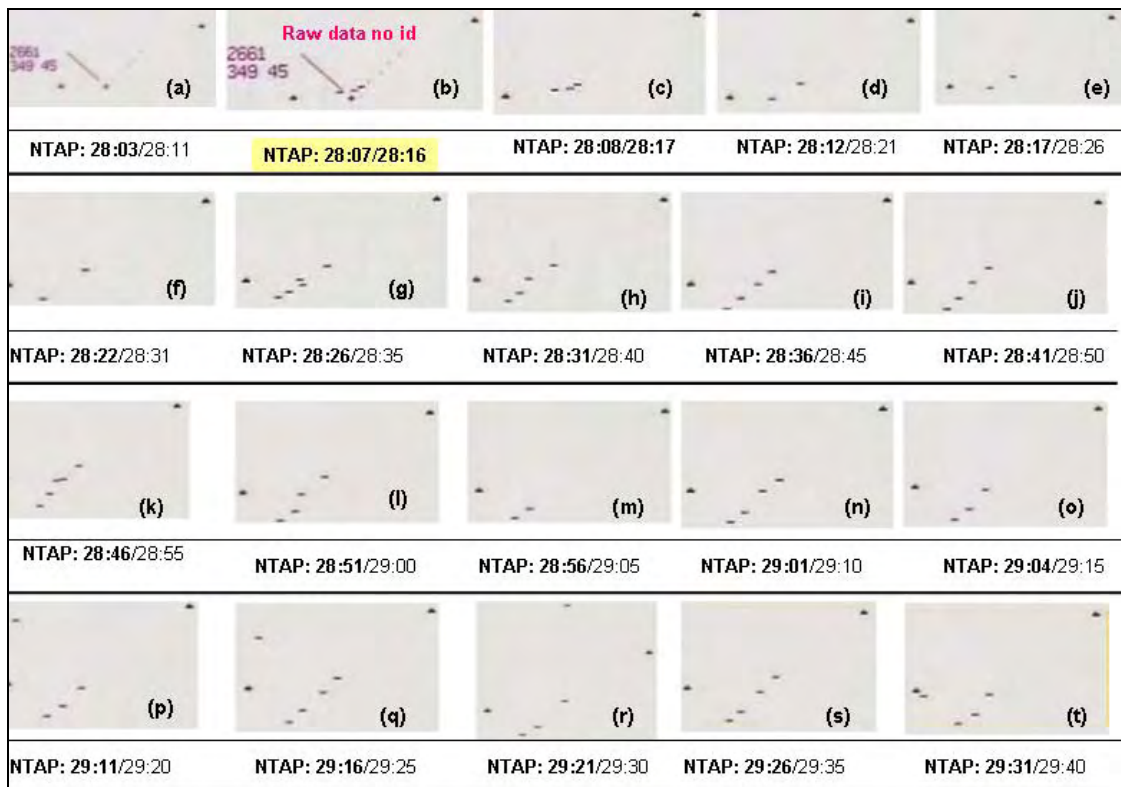 Raw data no id
2661
349 45
2661
349 45
(a) (b) (c) (d) (e)
NTAP: 28:03/28:11 NTAP: 28:07/28:16 NTAP: 28:08/28:17 NTAP: 28:12/28:21 NTAP: 28:17/28:26
(f) (g) (h) (i) (j)
NTAP: 28:22/28:31 NTAP: 28:26/28:35 NTAP: 28:31/28:40 NTAP: 28:36/28:45 NTAP: 28:41/28:50
(k) (l) (m) (n) (o)
NTAP: 28:46/28:55 NTAP: 28:51/29:00 NTAP: 28:56/29:05 NTAP: 29:01/29:10 NTAP: 29:04/29:15
(p) (q) (r) (s) (t)
NTAP: 29:11/29:20 NTAP: 29:16/29:25 NTAP: 29:21/29:30 NTAP: 29:26/29:35 NTAP: 29:31/29:40